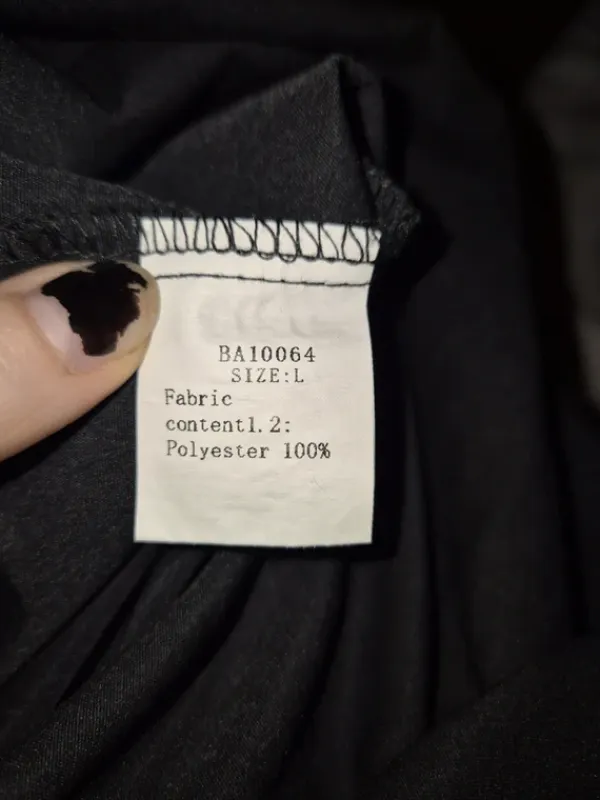 BA10064
SIZE:L
Fabric
content1.2:
Polyester 100%